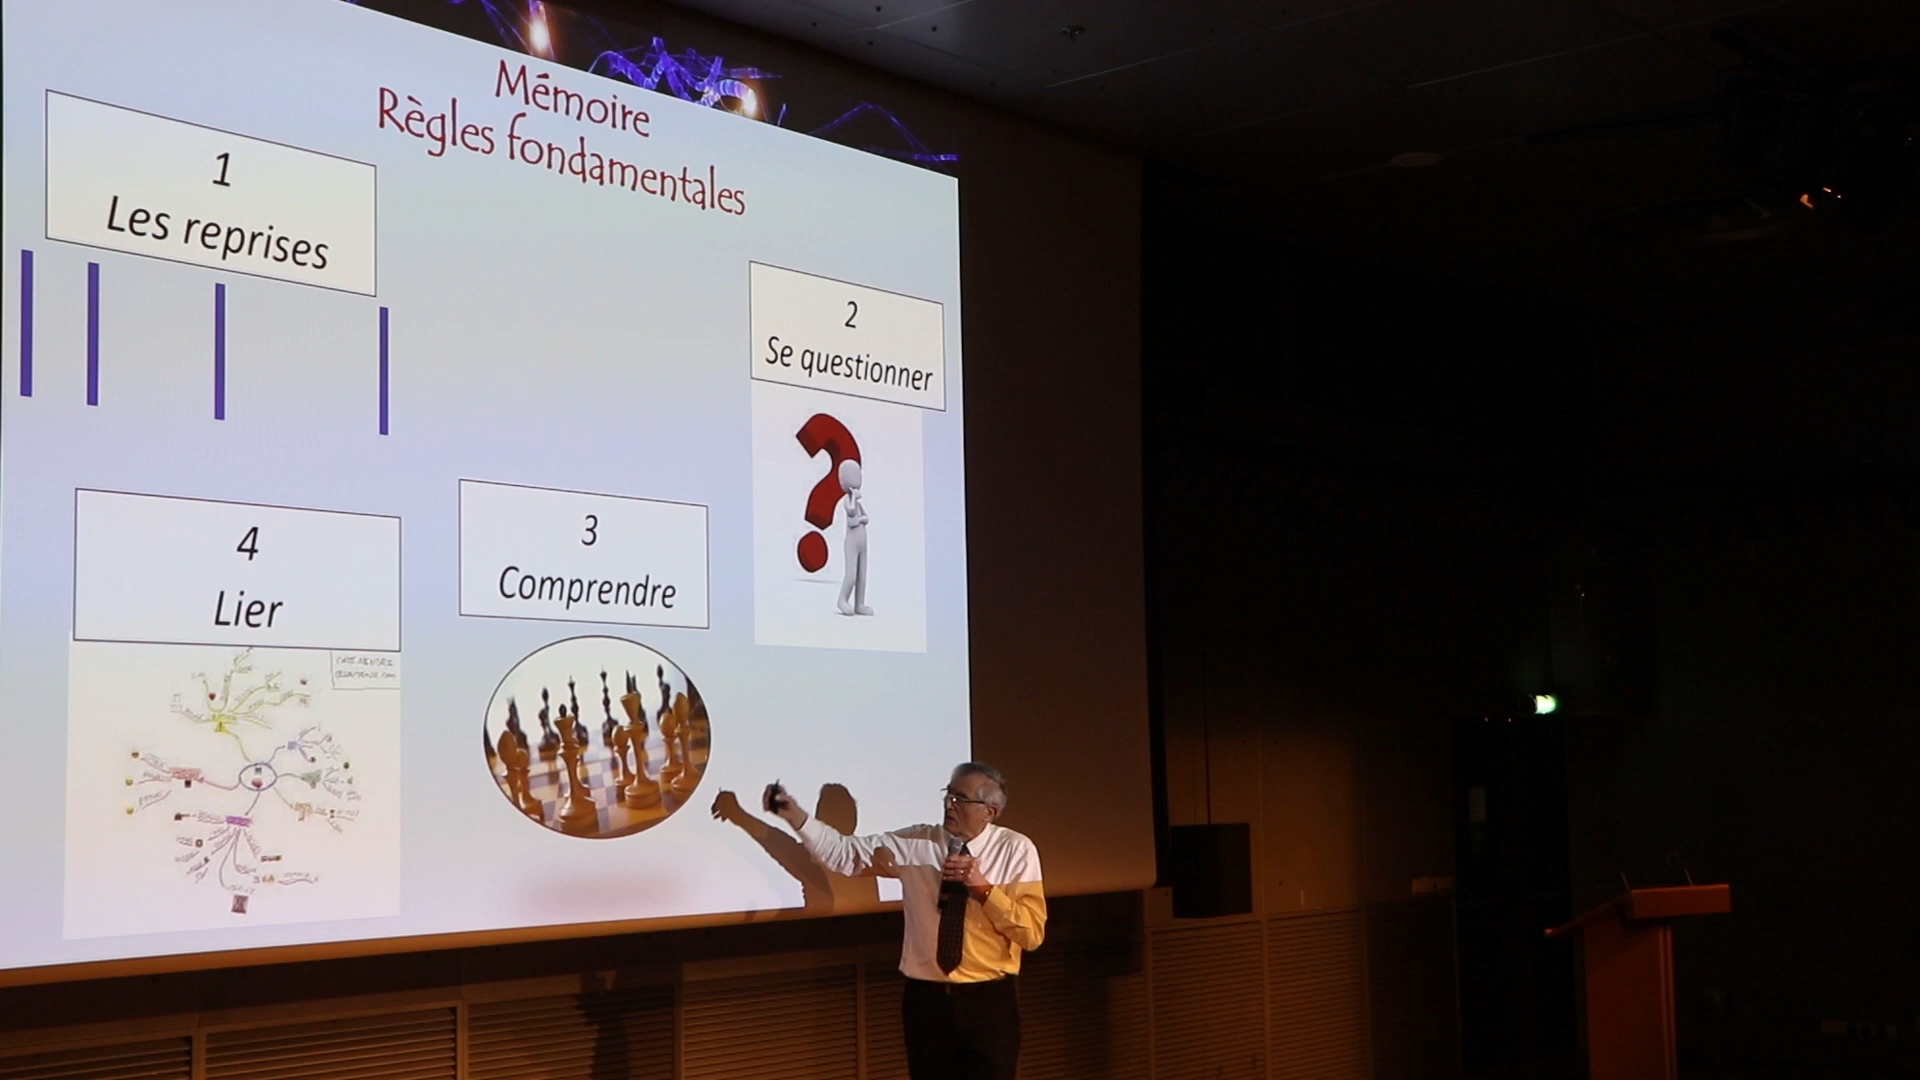 Mémoire
Règles fondamentales
1
Les reprises
2
Se questionner
3
Comprendre
4
Lier